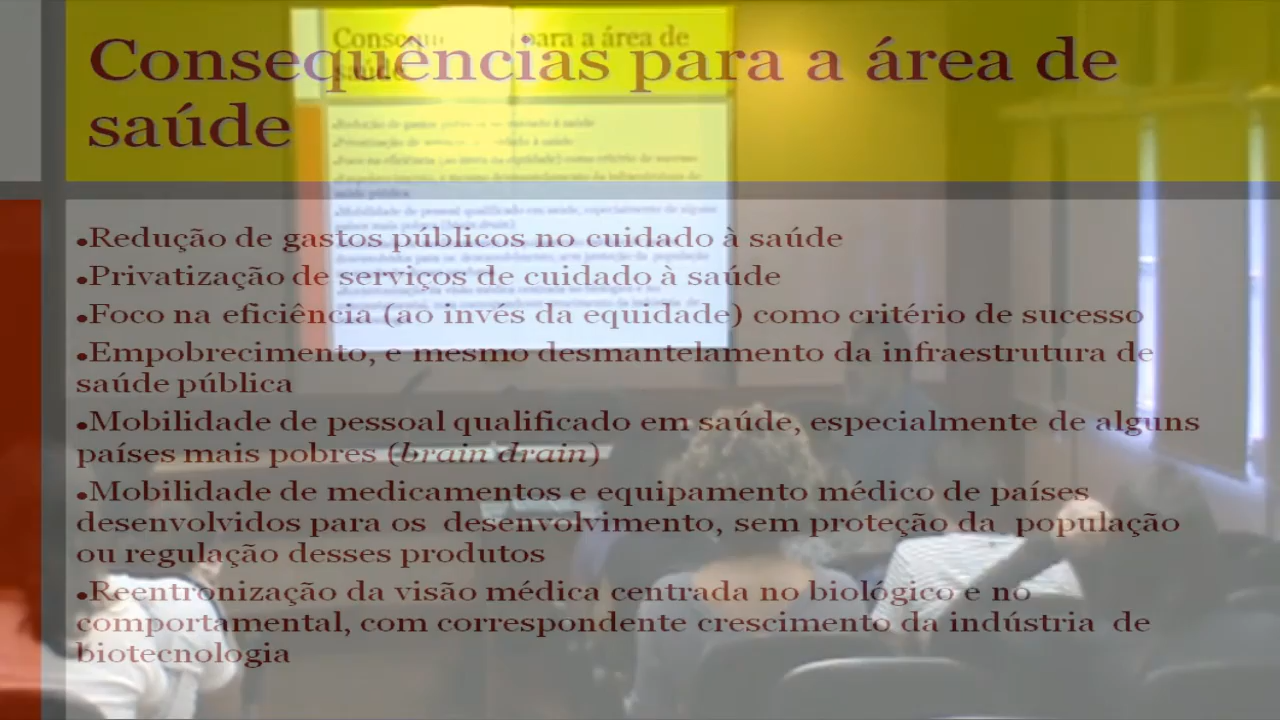 Consequências para a área de
saúde
•Redução de gastos públicos no cuidado à saúde
•Privatização de serviços de cuidado à saúde
•Foco na eficiência (ao invés da equidade) como critério de sucesso
•Empobrecimento, e mesmo desmantelamento da infraestrutura de
saúde pública
•Mobilidade de pessoal qualificado em saúde, especialmente de alguns
países mais pobres (brain drain)
•Mobilidade de medicamentos e equipamento médico de países
desenvolvidos para os desenvolvimento, sem proteção da população
ou regulação desses produtos
•Reentronização da visão médica centrada no biológico e no
comportamental, com correspondente crescimento da indústria de
biotecnologia